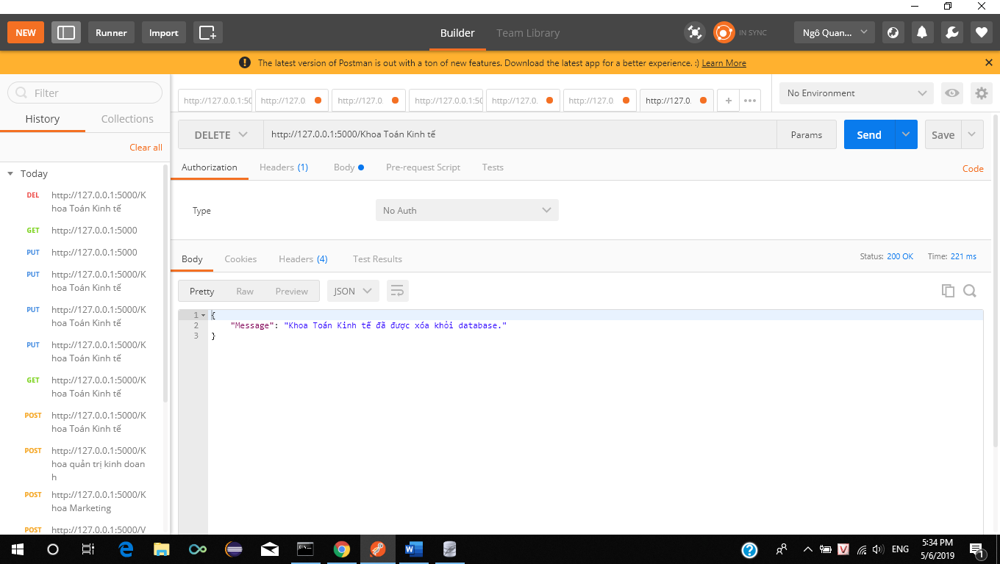 NEW
Runner
Import
Builder
Team Library
IN SYNC
Ngô Quan...
The latest version of Postman is out with a ton of new features. Download the latest app for a better experience. :) Learn More
Filter
History
Collections
Clear all
Today
DEL http://127.0.0.1:5000/K
hoa Toán Kinh tế
GET http://127.0.0.1:5000
PUT http://127.0.0.1:5000
PUT http://127.0.0.1:5000/K
hoa Toán Kinh tế
PUT http://127.0.0.1:5000/K
hoa Toán Kinh tế
PUT http://127.0.0.1:5000/K
hoa Toán Kinh tế
GET http://127.0.0.1:5000/K
hoa Toán Kinh tế
POST http://127.0.0.1:5000/K
hoa Toán Kinh tế
POST http://127.0.0.1:5000/K
hoa quản trị kinh doan
h
POST http://127.0.0.1:5000/K
hoa Marketing
POST http://127.0.0.1:5000/V
http://127.0.0.1:50
http://127.0.
http://127.0.
http://127.0.0.1:50
http://127.0.
http://127.0
http://127.0.
+
•••
No Environment
DELETE
http://127.0.0.1:5000/Khoa Toán Kinh tế
Params
Send
Save
Authorization
Headers (1)
Body
Pre-request Script
Tests
Code
Type
No Auth
Body
Cookies
Headers (4)
Test Results
Status: 200 OK
Time: 221 ms
Pretty
Raw
Preview
JSON
1 {
2 "Message": "Khoa Toán Kinh tế đã được xóa khỏi database."
3 }
ENG
5:34 PM
5/6/2019
1